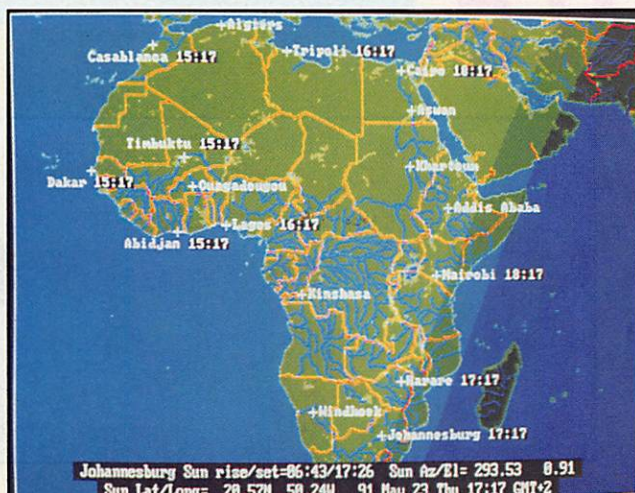 Algiers
Casablanca 15:17
Tripoli 16:17
Cairo 18:17
Aswan
Timbuktu 15:17
Khartoum
Dakar 15:17
Ouagadougou
Addis Ababa
Lagos 16:17
Abidjan 15:17
Nairobi 18:17
Kinshasa
Harare 17:17
Windhoek
Johannesburg 17:17
Johannesburg Sun rise/set=06:43/17:26 Sun Az/El= 293.53 0.91
Sun Lat/Long= 20.52N 50.24W 91 May 23 Thu 17:17 GMT+2